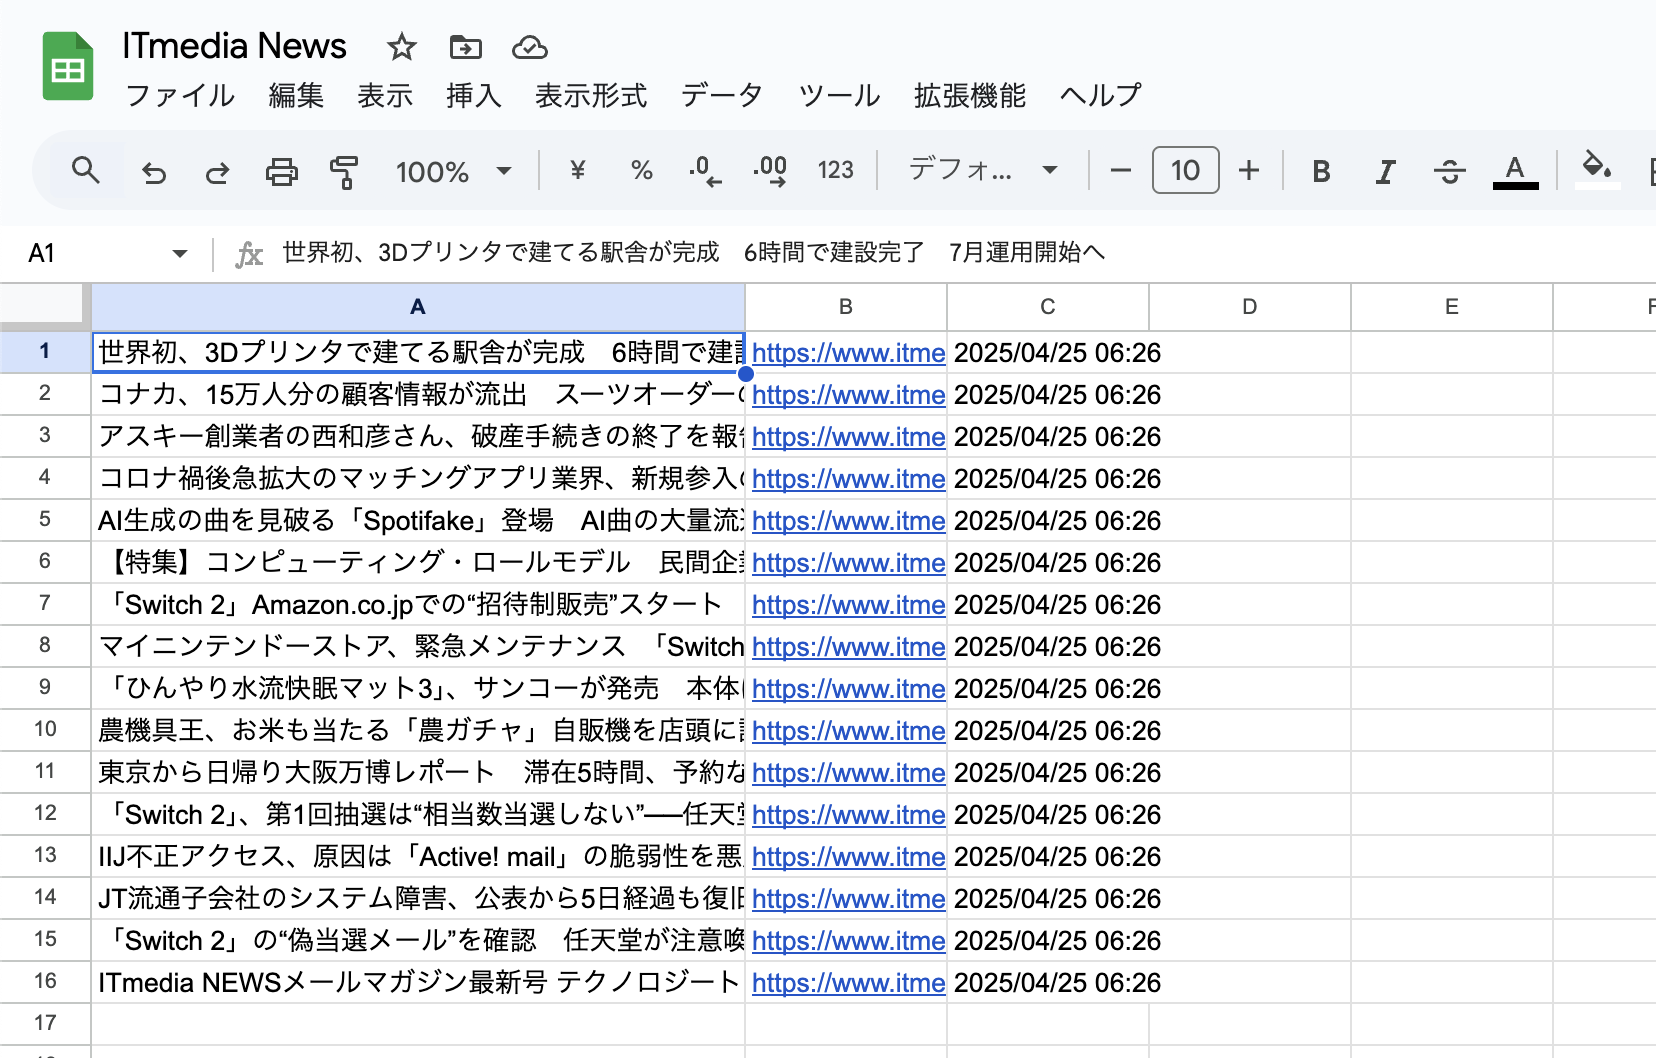 ITmedia News
ファイル 編集 表示 挿入 表示形式 データ ツール 拡張機能 ヘルプ
100% ¥ % .0 .00 123 デフォ... 10 B I S A
A1 fx 世界初、3Dプリンタで建てる駅舎が完成　6時間で建設完了　7月運用開始へ
A B C D E F
1 世界初、3Dプリンタで建てる駅舎が完成　6時間で建 https://www.itme 2025/04/25 06:26
2 コナカ、15万人分の顧客情報が流出　スーツオーダー https://www.itme 2025/04/25 06:26
3 アスキー創業者の西和彦さん、破産手続きの終了を報 https://www.itme 2025/04/25 06:26
4 コロナ禍後急拡大のマッチングアプリ業界、新規参入 https://www.itme 2025/04/25 06:26
5 AI生成の曲を見破る「Spotifake」登場　AI曲の大量流 https://www.itme 2025/04/25 06:26
6 【特集】コンピューティング・ロールモデル　民間企 https://www.itme 2025/04/25 06:26
7 「Switch 2」Amazon.co.jpでの“招待制販売”スタート https://www.itme 2025/04/25 06:26
8 マイニンテンドーストア、緊急メンテナンス　「Switch https://www.itme 2025/04/25 06:26
9 「ひんやり水流快眠マット3」、サンコーが発売　本体 https://www.itme 2025/04/25 06:26
10 農機具王、お米も当たる「農ガチャ」自販機を店頭に https://www.itme 2025/04/25 06:26
11 東京から日帰り大阪万博レポート　滞在5時間、予約な https://www.itme 2025/04/25 06:26
12 「Switch 2」、第1回抽選は“相当数当選しない”──任天 https://www.itme 2025/04/25 06:26
13 IIJ不正アクセス、原因は「Active! mail」の脆弱性を悪 https://www.itme 2025/04/25 06:26
14 JT流通子会社のシステム障害、公表から5日経過も復旧 https://www.itme 2025/04/25 06:26
15 「Switch 2」の“偽当選メール”を確認　任天堂が注意喚 https://www.itme 2025/04/25 06:26
16 ITmedia NEWSメールマガジン最新号 テクノロジート https://www.itme 2025/04/25 06:26
17